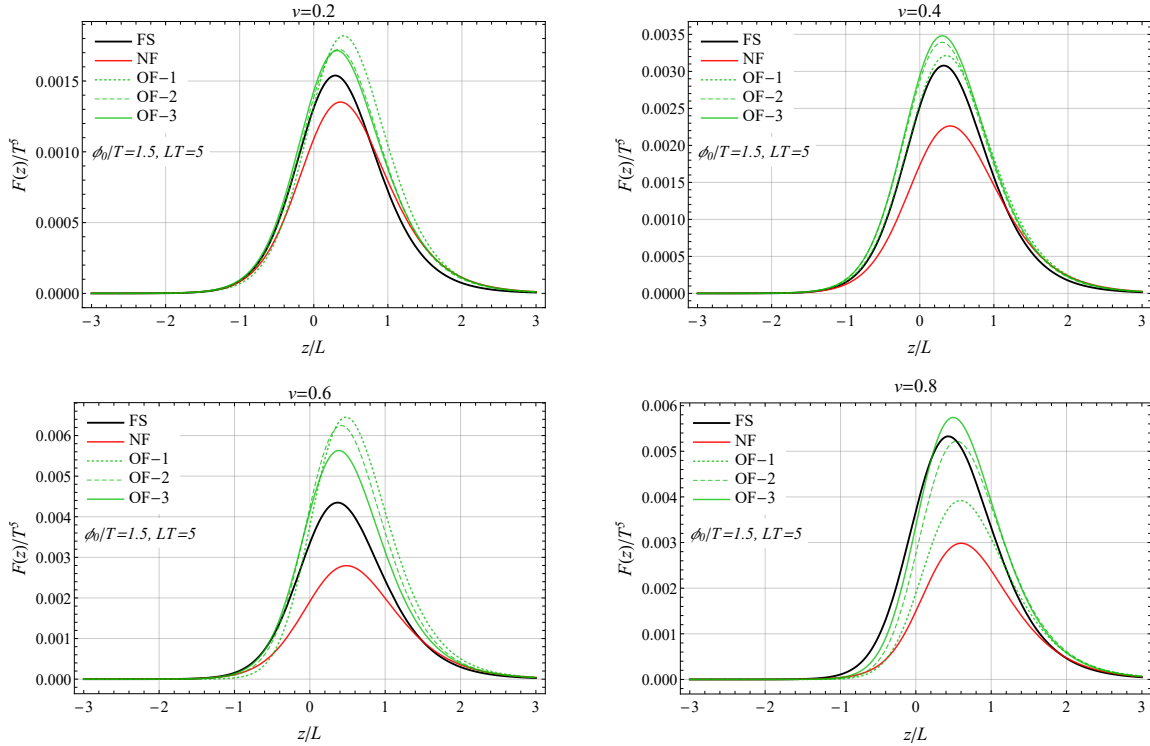 v=0.2
FS
NF
OF−1
OF−2
OF−3
ϕ₀/T=1.5, LT=5
F(z)/T⁵
0.0015
0.0010
0.0005
0.0000
−3 −2 −1 0 1 2 3
z/L
v=0.4
FS
NF
OF−1
OF−2
OF−3
ϕ₀/T=1.5, LT=5
F(z)/T⁵
0.0035
0.0030
0.0025
0.0020
0.0015
0.0010
0.0005
0.0000
−3 −2 −1 0 1 2 3
z/L
v=0.6
FS
NF
OF−1
OF−2
OF−3
ϕ₀/T=1.5, LT=5
F(z)/T⁵
0.006
0.005
0.004
0.003
0.002
0.001
0.000
−3 −2 −1 0 1 2 3
z/L
v=0.8
FS
NF
OF−1
OF−2
OF−3
ϕ₀/T=1.5, LT=5
F(z)/T⁵
0.006
0.005
0.004
0.003
0.002
0.001
0.000
−3 −2 −1 0 1 2 3
z/L